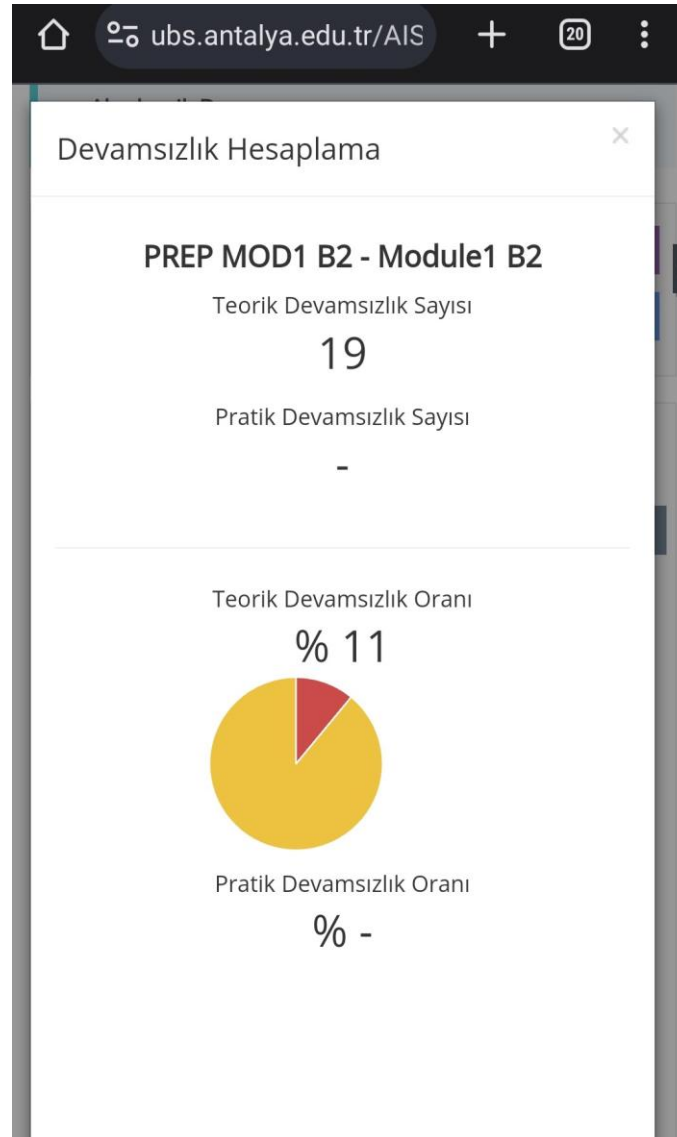 ubs.antalya.edu.tr/AIS
20
Devamsızlık Hesaplama
×
PREP MOD1 B2 - Module1 B2
Teorik Devamsızlık Sayısı
19
Pratik Devamsızlık Sayısı
-
Teorik Devamsızlık Oranı
% 11
Pratik Devamsızlık Oranı
% -